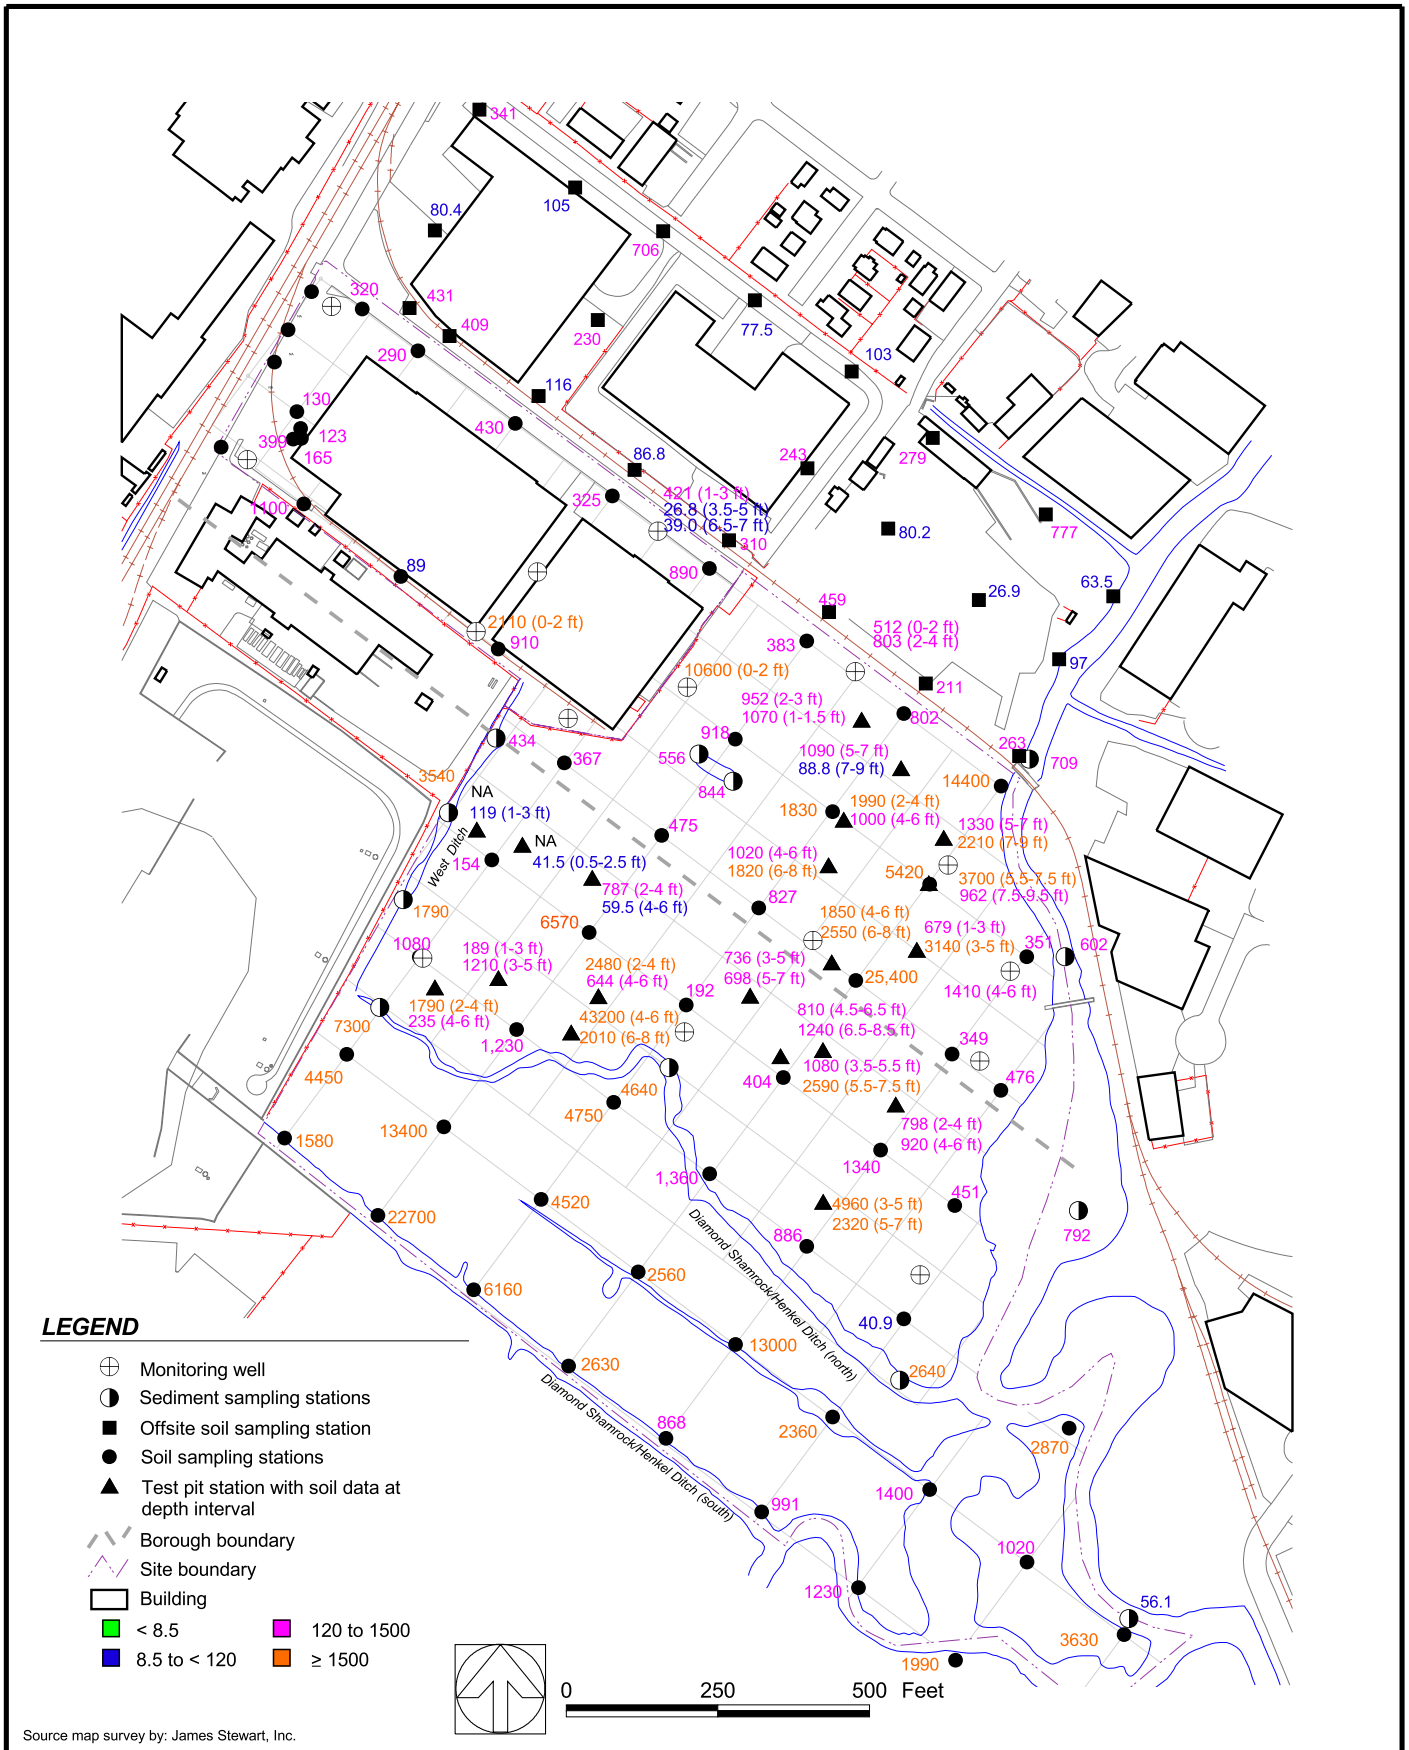 341
80.4
105
706
320
431
409
230
77.5
103
290
116
130
430
399
123
165
86.8
243
279
325
421 (1-3 ft)
26.8 (3.5-5 ft)
39.0 (6.5-7 ft)
1100
310
80.2
777
89
890
26.9
63.5
459
2110 (0-2 ft)
512 (0-2 ft)
803 (2-4 ft)
910
383
97
10600 (0-2 ft)
211
952 (2-3 ft)
1070 (1-1.5 ft)
802
434
918
263
367
556
1090 (5-7 ft)
88.8 (7-9 ft)
709
3540
844
14400
NA
119 (1-3 ft)
1830
1990 (2-4 ft)
1000 (4-6 ft)
475
1330 (5-7 ft)
2210 (7-9 ft)
NA
West Ditch
154
41.5 (0.5-2.5 ft)
1020 (4-6 ft)
1820 (6-8 ft)
5420
3700 (5.5-7.5 ft)
962 (7.5-9.5 ft)
787 (2-4 ft)
59.5 (4-6 ft)
827
1790
6570
1850 (4-6 ft)
2550 (6-8 ft)
679 (1-3 ft)
3140 (3-5 ft)
351
602
1080
189 (1-3 ft)
1210 (3-5 ft)
2480 (2-4 ft)
644 (4-6 ft)
736 (3-5 ft)
698 (5-7 ft)
25,400
1410 (4-6 ft)
1790 (2-4 ft)
235 (4-6 ft)
192
7300
43200 (4-6 ft)
2010 (6-8 ft)
810 (4.5-6.5 ft)
1240 (6.5-8.5 ft)
1,230
349
4450
1080 (3.5-5.5 ft)
2590 (5.5-7.5 ft)
404
476
4640
4750
13400
798 (2-4 ft)
920 (4-6 ft)
1580
1340
1,360
451
4520
4960 (3-5 ft)
2320 (5-7 ft)
22700
886
792
Diamond Shamrock/Henkel Ditch (north)
2560
6160
40.9
13000
2630
2640
Diamond Shamrock/Henkel Ditch (south)
868
2360
2870
1400
991
1020
1230
56.1
3630
1990
LEGEND
Monitoring well
Sediment sampling stations
Offsite soil sampling station
Soil sampling stations
Test pit station with soil data at
depth interval
Borough boundary
Site boundary
Building
< 8.5
120 to 1500
8.5 to < 120
≥ 1500
0 250 500 Feet
Source map survey by: James Stewart, Inc.